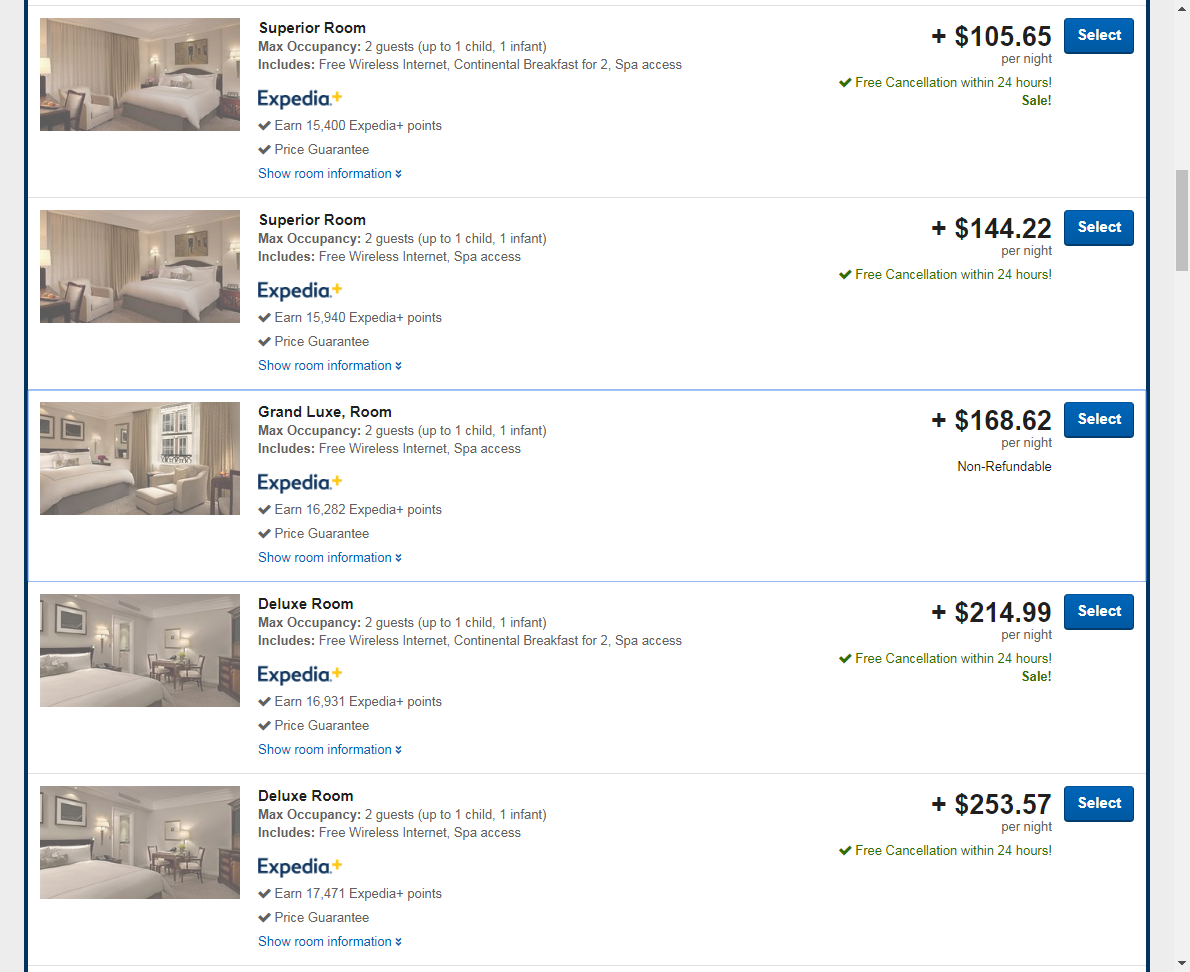 Superior Room
Max Occupancy: 2 guests (up to 1 child, 1 infant)
Includes: Free Wireless Internet, Continental Breakfast for 2, Spa access
Expedia+
Earn 15,400 Expedia+ points
Price Guarantee
Show room information
+ $105.65
per night
Free Cancellation within 24 hours!
Sale!
Select
Superior Room
Max Occupancy: 2 guests (up to 1 child, 1 infant)
Includes: Free Wireless Internet, Spa access
Expedia+
Earn 15,940 Expedia+ points
Price Guarantee
Show room information
+ $144.22
per night
Free Cancellation within 24 hours!
Select
Grand Luxe, Room
Max Occupancy: 2 guests (up to 1 child, 1 infant)
Includes: Free Wireless Internet, Spa access
Expedia+
Earn 16,282 Expedia+ points
Price Guarantee
Show room information
+ $168.62
per night
Non-Refundable
Select
Deluxe Room
Max Occupancy: 2 guests (up to 1 child, 1 infant)
Includes: Free Wireless Internet, Continental Breakfast for 2, Spa access
Expedia+
Earn 16,931 Expedia+ points
Price Guarantee
Show room information
+ $214.99
per night
Free Cancellation within 24 hours!
Sale!
Select
Deluxe Room
Max Occupancy: 2 guests (up to 1 child, 1 infant)
Includes: Free Wireless Internet, Spa access
Expedia+
Earn 17,471 Expedia+ points
Price Guarantee
Show room information
+ $253.57
per night
Free Cancellation within 24 hours!
Select